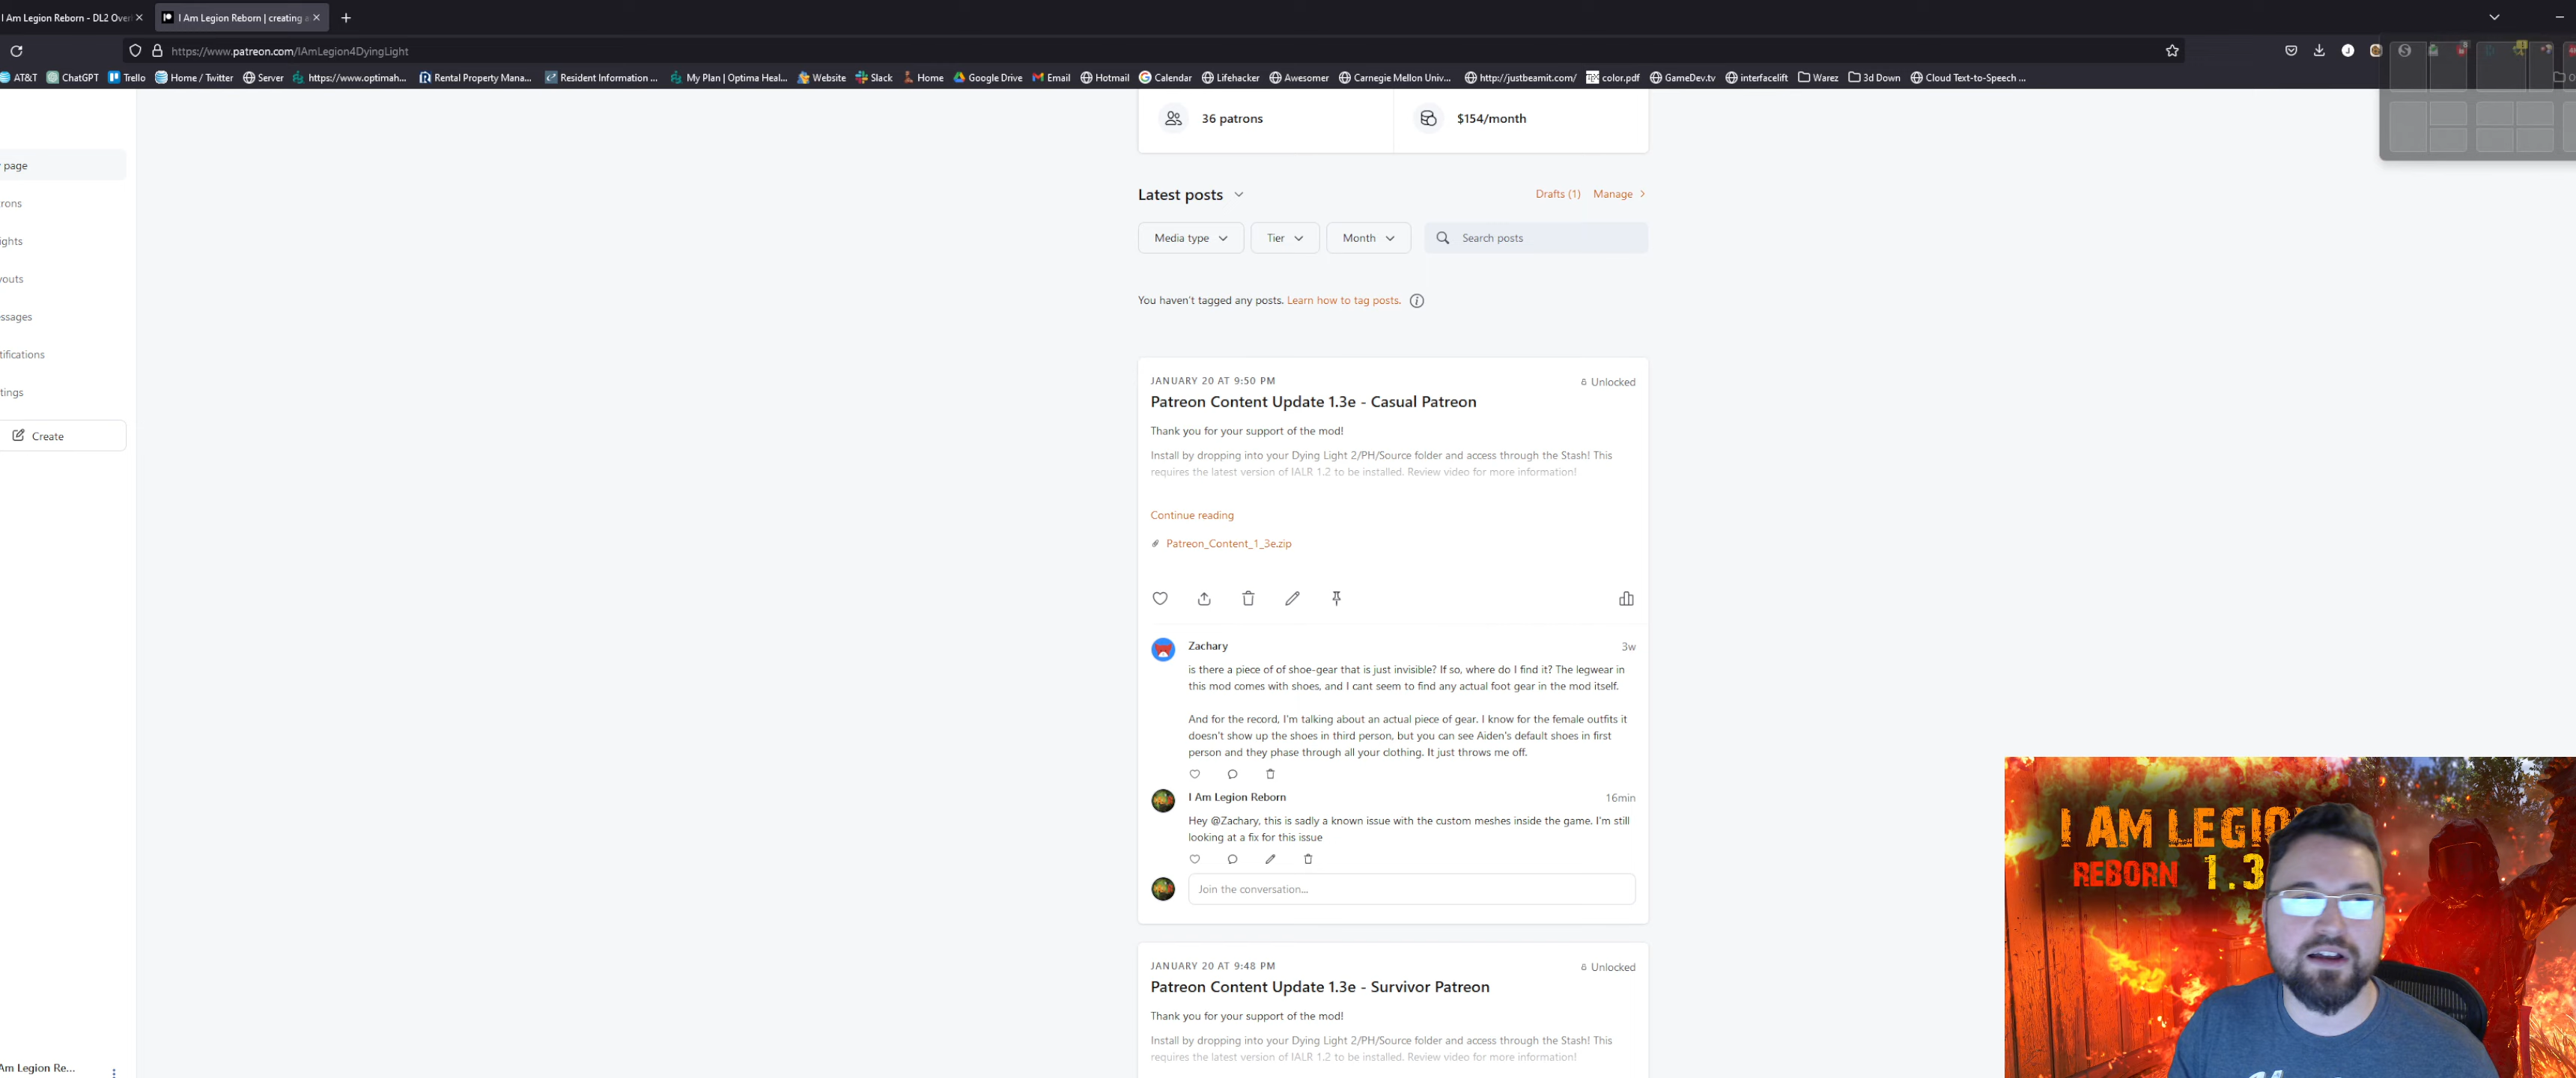 I Am Legion Reborn - DL2 Over
I Am Legion Reborn | creating a
https://www.patreon.com/IAmLegion4DyingLight
AT&T ChatGPT Trello Home / Twitter Server https://www.optimah... Rental Property Mana... Resident Information ... My Plan | Optima Heal... Website Slack Home Google Drive Email Hotmail Calendar Lifehacker Awesomer Carnegie Mellon Univ... http://justbeamit.com/ color.pdf GameDev.tv interfacelift Warez 3d Down Cloud Text-to-Speech ...
36 patrons
$154/month
page
rons
ights
youts
essages
tifications
tings
Create
Latest posts
Drafts (1) Manage
Media type Tier Month Search posts
You haven't tagged any posts. Learn how to tag posts.
JANUARY 20 AT 9:50 PM
Unlocked
Patreon Content Update 1.3e - Casual Patreon
Thank you for your support of the mod!
Install by dropping into your Dying Light 2/PH/Source folder and access through the Stash! This
requires the latest version of IALR 1.2 to be installed. Review video for more information!
Continue reading
Patreon_Content_1_3e.zip
Zachary
3w
is there a piece of of shoe-gear that is just invisible? If so, where do I find it? The legwear in
this mod comes with shoes, and I cant seem to find any actual foot gear in the mod itself.
And for the record, I'm talking about an actual piece of gear. I know for the female outfits it
doesn't show up the shoes in third person, but you can see Aiden's default shoes in first
person and they phase through all your clothing. It just throws me off.
I Am Legion Reborn
16min
Hey @Zachary, this is sadly a known issue with the custom meshes inside the game. I'm still
looking at a fix for this issue
Join the conversation...
JANUARY 20 AT 9:48 PM
Unlocked
Patreon Content Update 1.3e - Survivor Patreon
Thank you for your support of the mod!
Install by dropping into your Dying Light 2/PH/Source folder and access through the Stash! This
requires the latest version of IALR 1.2 to be installed. Review video for more information!
Am Legion Re...
I AM LEGIO
REBORN 1.3